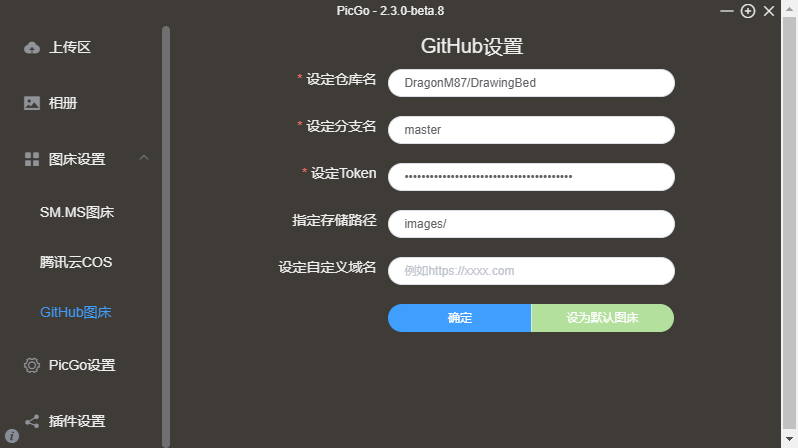 PicGo - 2.3.0-beta.8
上传区
相册
图床设置
SM.MS图床
腾讯云COS
GitHub图床
PicGo设置
插件设置
GitHub设置
* 设定仓库名
DragonM87/DrawingBed
* 设定分支名
master
* 设定Token
••••••••••••••••••••••••••••••••••••••••
指定存储路径
images/
设定自定义域名
例如https://xxxx.com
确定
设为默认图床